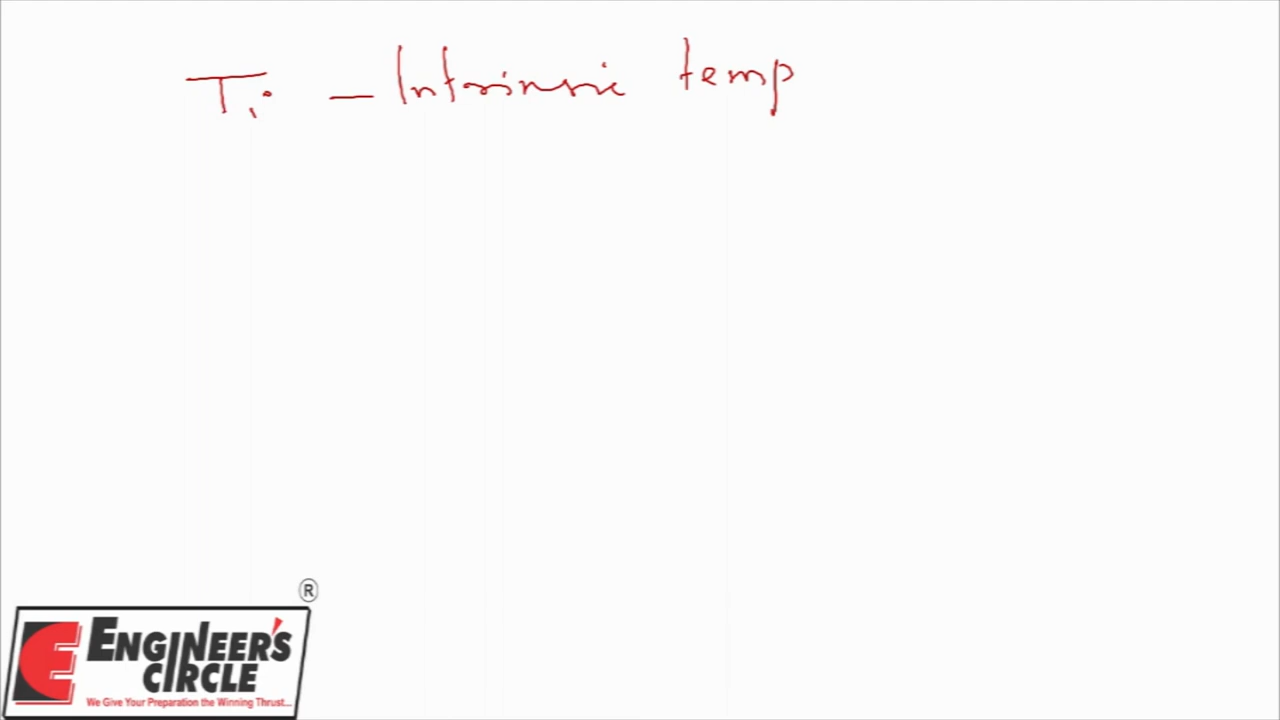 Ti - Intrinsic temp
®
ENGINEER'S
CIRCLE
We Give Your Preparation the Winning Thrust...